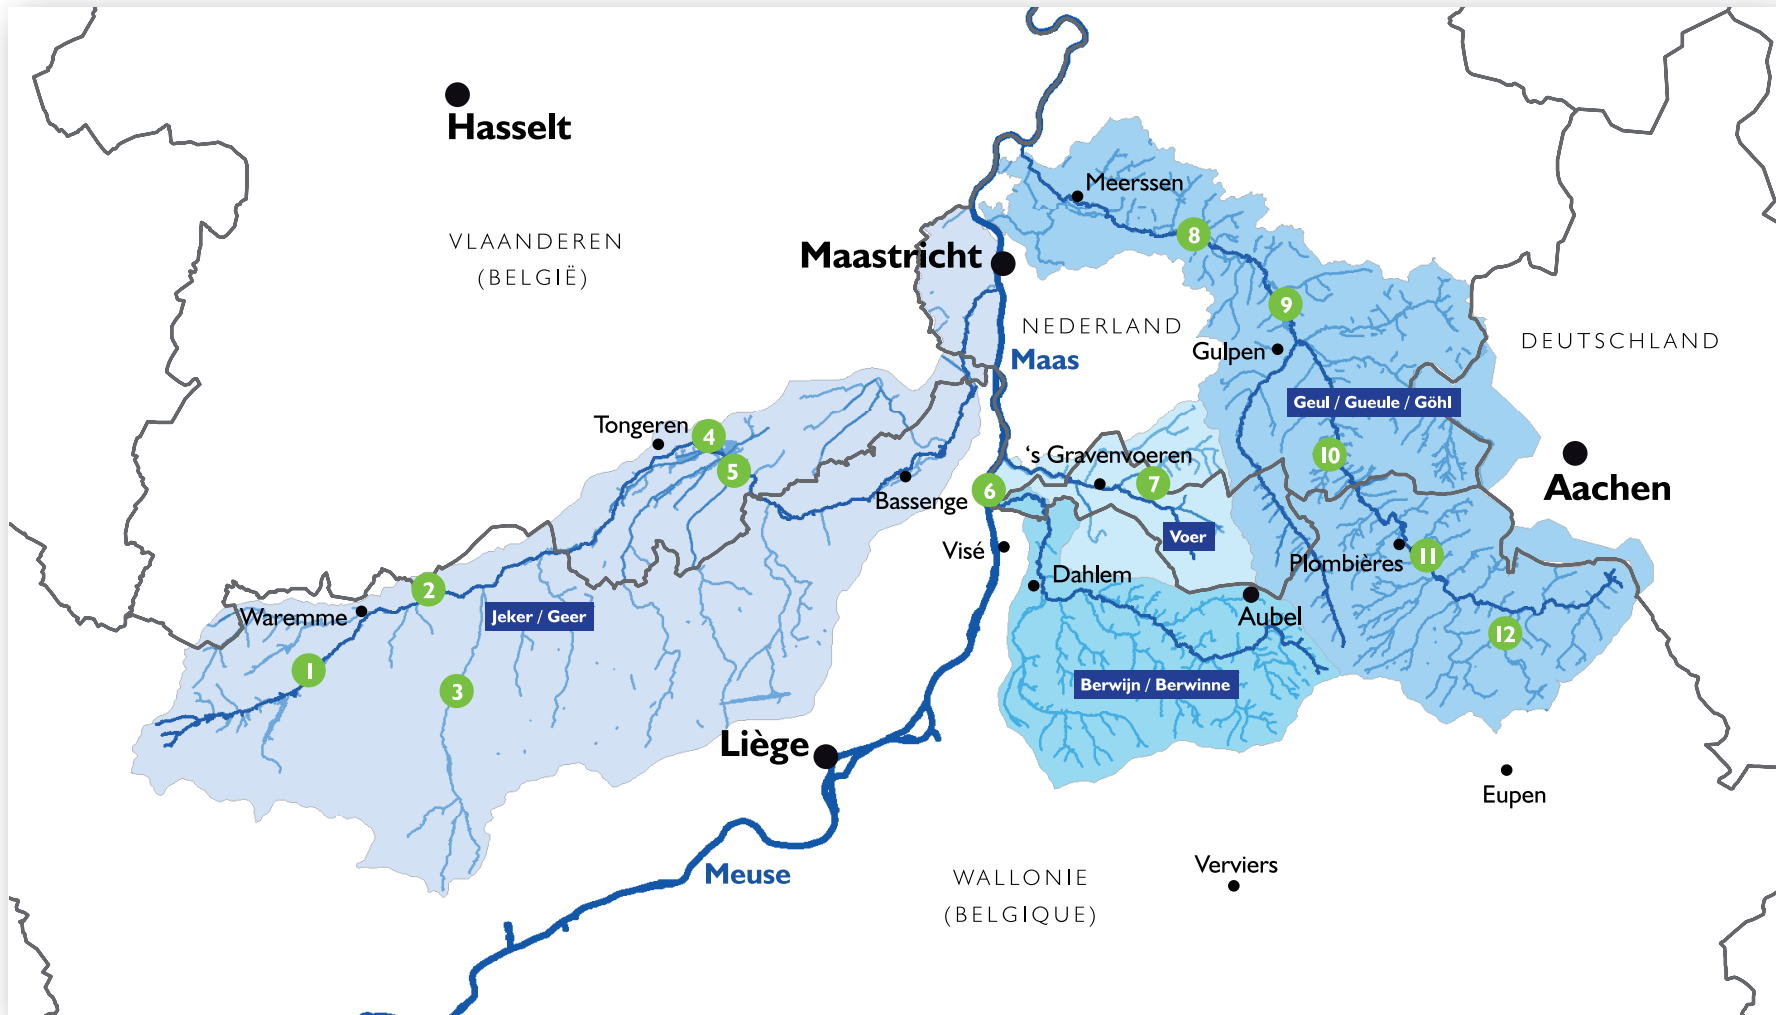 Hasselt
Meerssen
8
VLAANDEREN
(BELGIË)
Maastricht
9
NEDERLAND
DEUTSCHLAND
Maas
Gulpen
Geul / Gueule / Göhl
Tongeren
4
's Gravenvoeren
10
5
7
Aachen
6
Bassenge
Voer
Visé
Plombières
11
Dahlem
2
Waremme
Jeker / Geer
Aubel
12
1
3
Berwijn / Berwinne
Liège
Eupen
Meuse
Verviers
WALLONIE
(BELGIQUE)